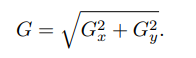 G = √(G_x^2 + G_y^2).